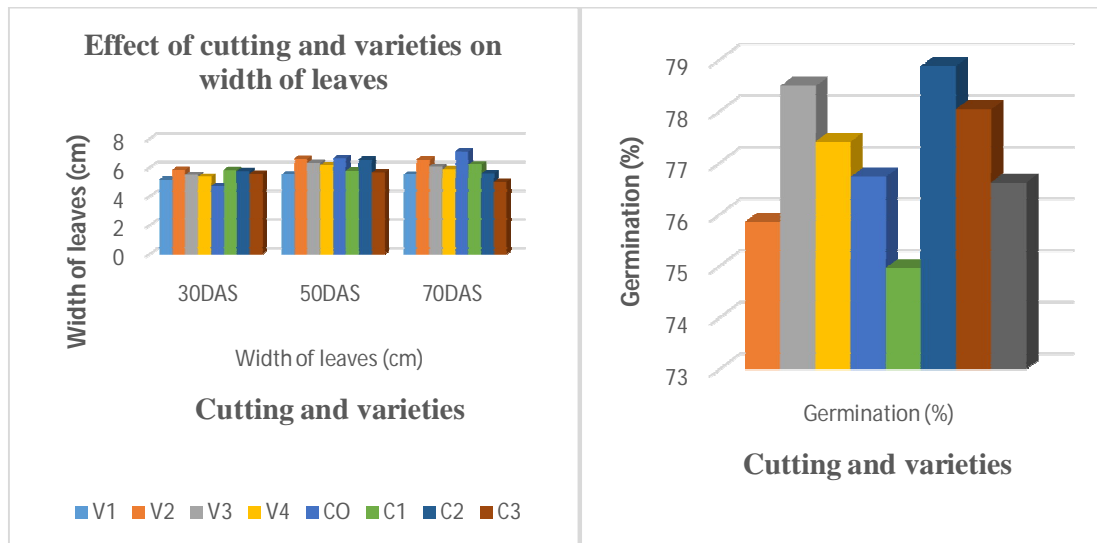 Effect of cutting and varieties on
width of leaves
Width of leaves (cm)
8
6
4
2
0
30DAS 50DAS 70DAS
Width of leaves (cm)
Cutting and varieties
V1 V2 V3 V4 CO C1 C2 C3
Germination (%)
79
78
77
76
75
74
73
Germination (%)
Cutting and varieties